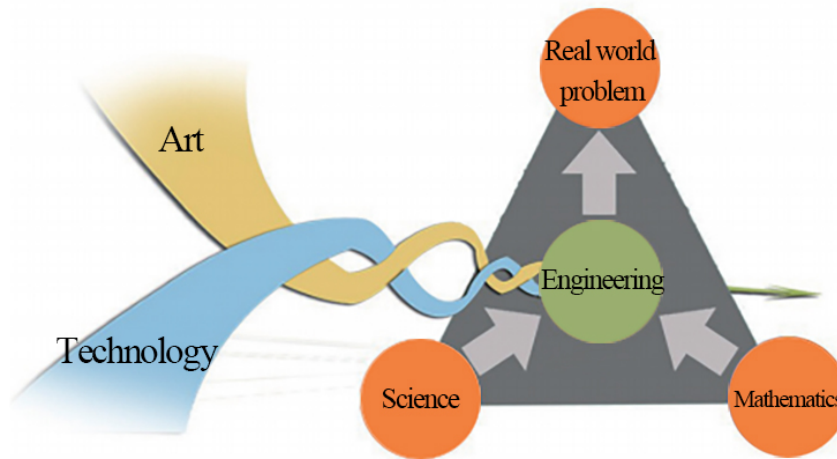 Real world
problem
Art
Engineering
Technology
Science
Mathematics